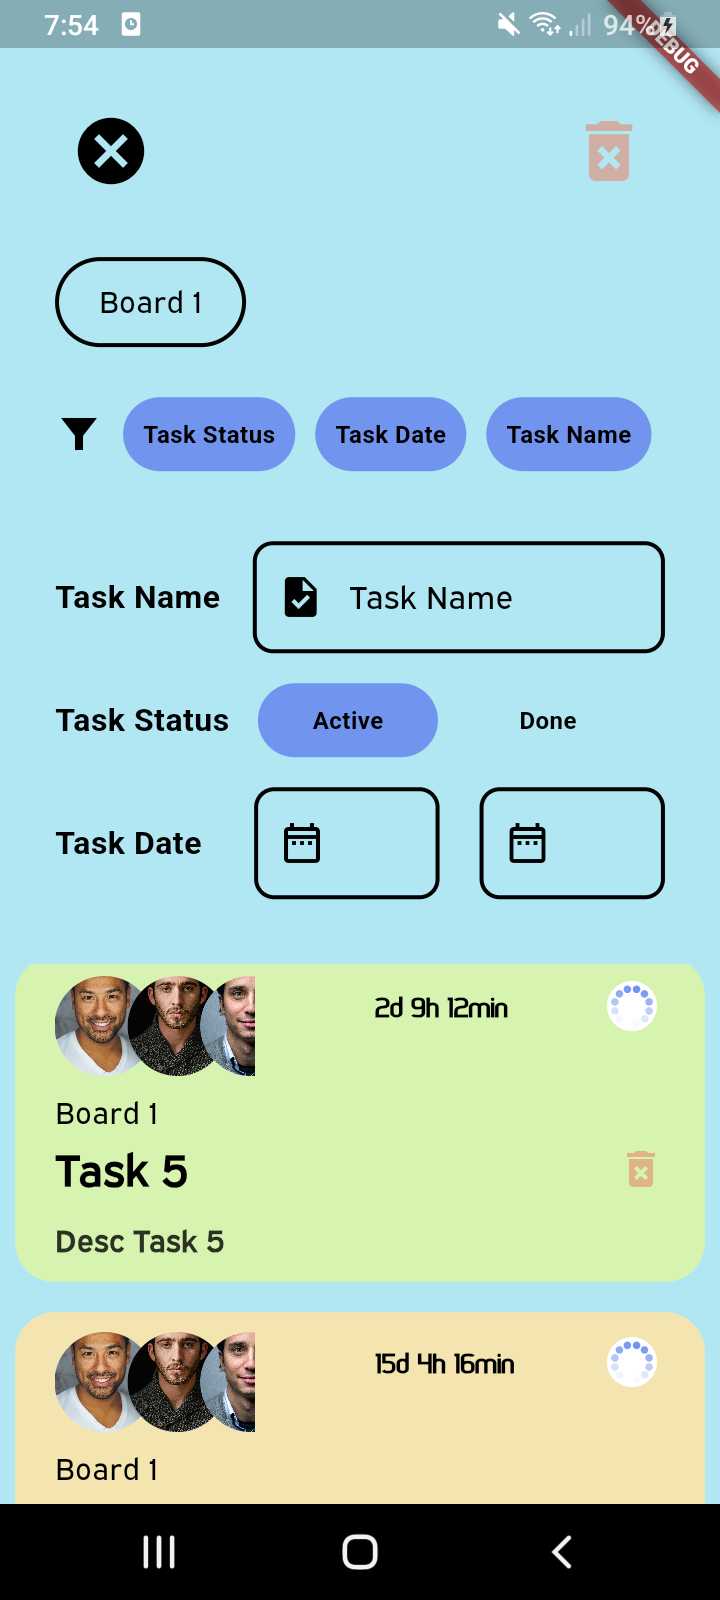 7:54 94%
DEBUG
Board 1
Task Status Task Date Task Name
Task Name Task Name
Task Status Active Done
Task Date
2d 9h 12min
Board 1
Task 5
Desc Task 5
15d 4h 16min
Board 1